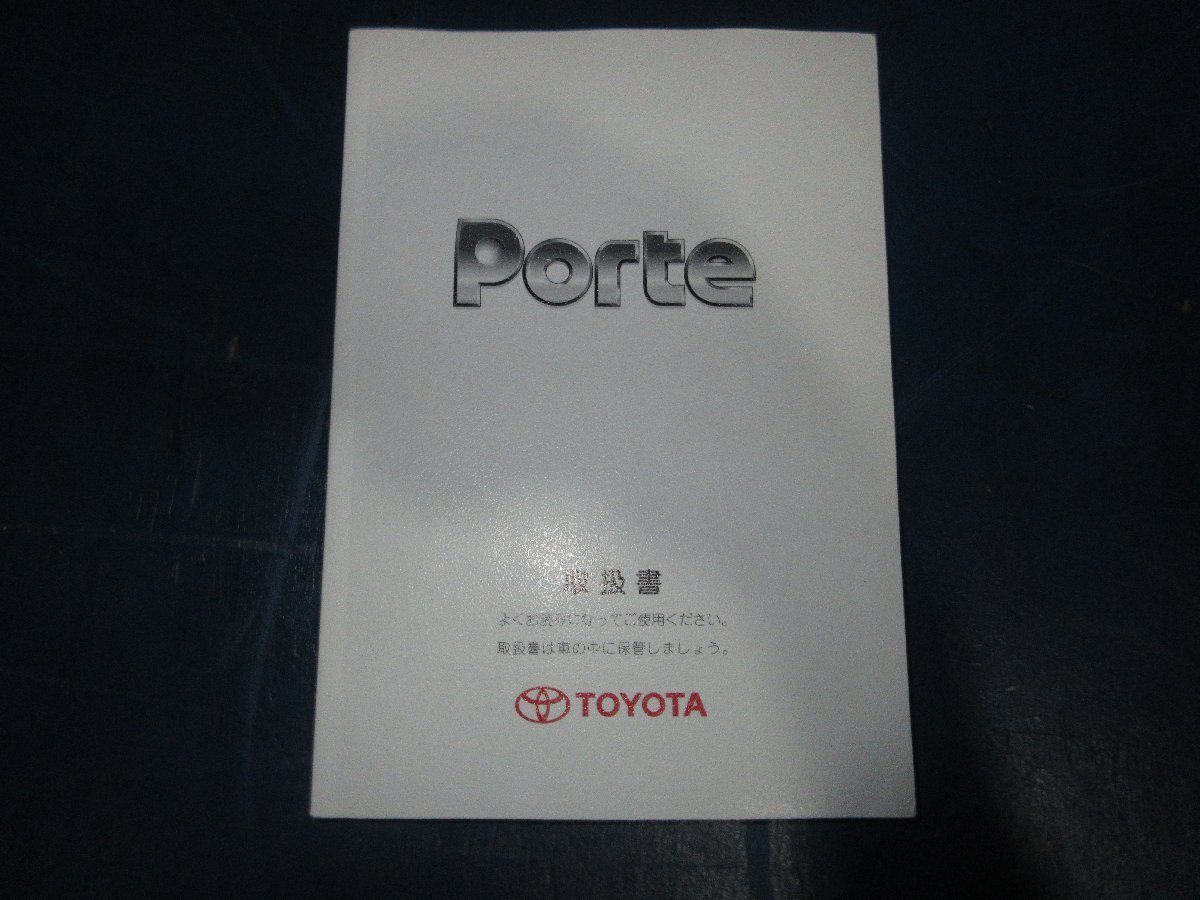 Porte
取扱書
よくお読みになってご使用ください。
取扱書は車の中に保管しましょう。
TOYOTA